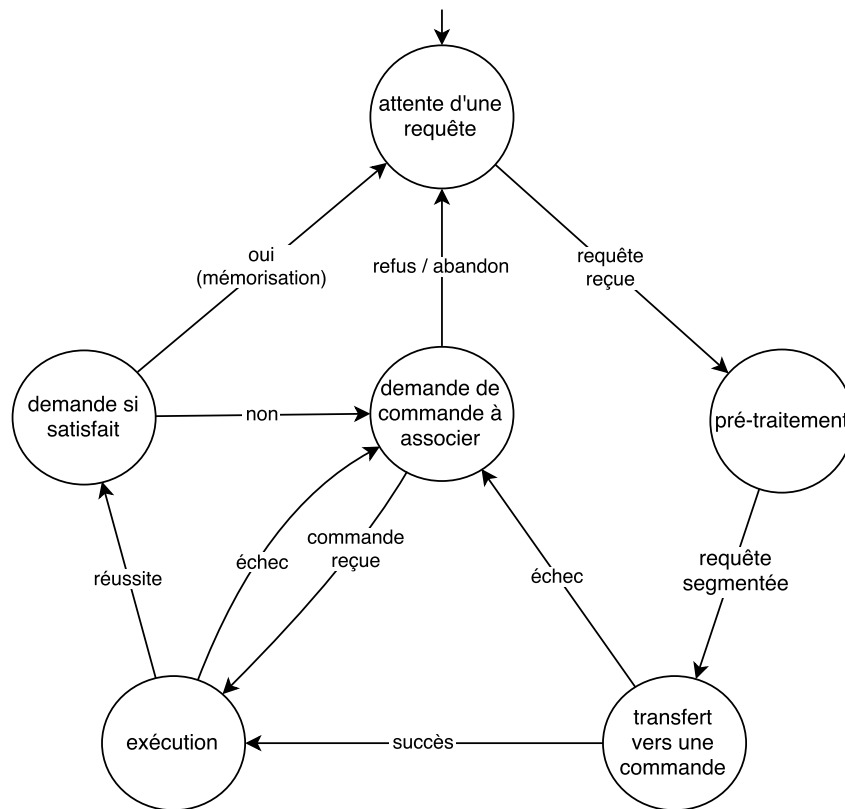 attente d'une
requête
oui
(mémorisation)
refus / abandon
requête
reçue
demande si
satisfait
non
demande de
commande à
associer
pré-traitement
réussite
échec
commande
reçue
échec
requête
segmentée
exécution
succès
transfert
vers une
commande